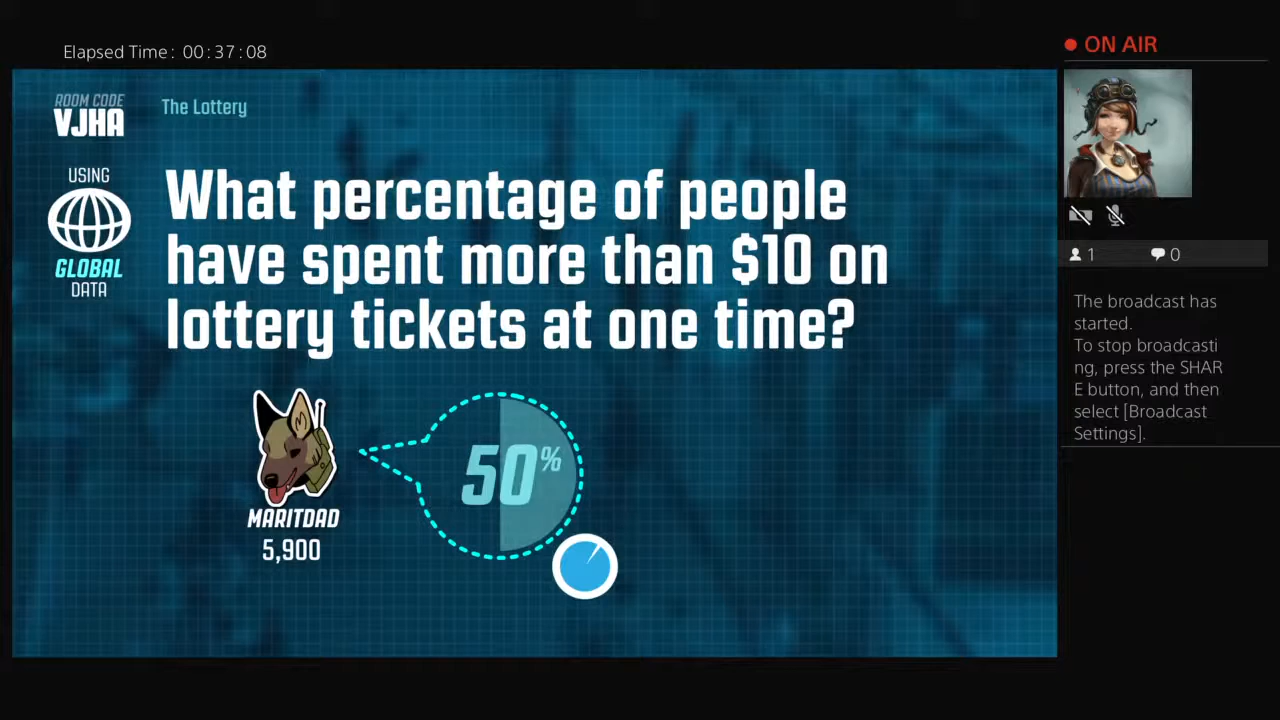 Elapsed Time: 00:37:08
ON AIR
ROOM CODE
VJHA
The Lottery
USING
GLOBAL
DATA
What percentage of people
have spent more than $10 on
lottery tickets at one time?
50%
MARITDAD
5,900
1
0
The broadcast has
started.
To stop broadcasti
ng, press the SHAR
E button, and then
select [Broadcast
Settings].